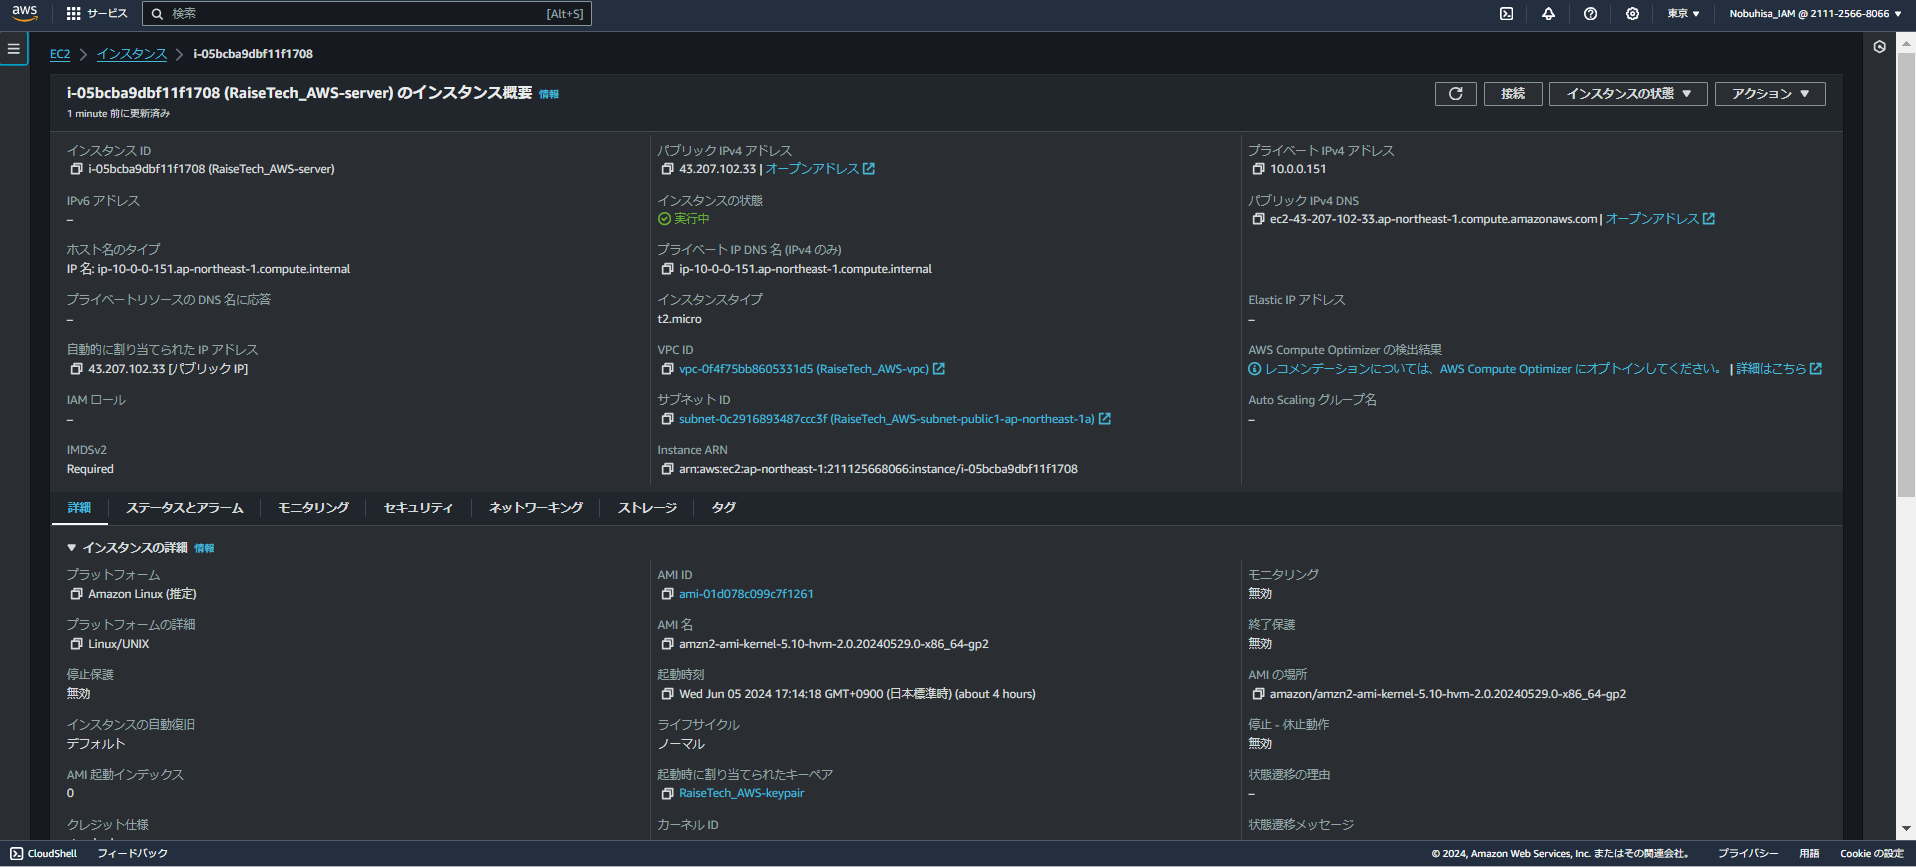 aws サービス 検索 [Alt+S] 東京 ▼ Nobuhisa_IAM @ 2111-2566-8066 ▼
EC2 > インスタンス > i-05bcba9dbf11f1708
i-05bcba9dbf11f1708 (RaiseTech_AWS-server) のインスタンス概要 情報
1 minute 前に更新済み
接続 インスタンスの状態 ▼ アクション ▼
インスタンス ID
i-05bcba9dbf11f1708 (RaiseTech_AWS-server)
パブリック IPv4 アドレス
43.207.102.33 | オープンアドレス
プライベート IPv4 アドレス
10.0.0.151
IPv6 アドレス
–
インスタンスの状態
実行中
パブリック IPv4 DNS
ec2-43-207-102-33.ap-northeast-1.compute.amazonaws.com | オープンアドレス
ホスト名のタイプ
IP 名: ip-10-0-0-151.ap-northeast-1.compute.internal
プライベート IP DNS 名 (IPv4 のみ)
ip-10-0-0-151.ap-northeast-1.compute.internal
プライベートリソースの DNS 名に応答
–
インスタンスタイプ
t2.micro
Elastic IP アドレス
–
自動的に割り当てられた IP アドレス
43.207.102.33 [パブリック IP]
VPC ID
vpc-0f4f75bb8605331d5 (RaiseTech_AWS-vpc)
AWS Compute Optimizer の検出結果
レコメンデーションについては、AWS Compute Optimizer にオプトインしてください。 | 詳細はこちら
IAM ロール
–
サブネット ID
subnet-0c2916893487ccc3f (RaiseTech_AWS-subnet-public1-ap-northeast-1a)
Auto Scaling グループ名
–
IMDSv2
Required
Instance ARN
arn:aws:ec2:ap-northeast-1:211125668066:instance/i-05bcba9dbf11f1708
詳細 ステータスとアラーム モニタリング セキュリティ ネットワーキング ストレージ タグ
▼ インスタンスの詳細 情報
プラットフォーム
Amazon Linux (推定)
AMI ID
ami-01d078c099c7f1261
モニタリング
無効
プラットフォームの詳細
Linux/UNIX
AMI 名
amzn2-ami-kernel-5.10-hvm-2.0.20240529.0-x86_64-gp2
終了保護
無効
停止保護
無効
起動時刻
Wed Jun 05 2024 17:14:18 GMT+0900 (日本標準時) (about 4 hours)
AMI の場所
amazon/amzn2-ami-kernel-5.10-hvm-2.0.20240529.0-x86_64-gp2
インスタンスの自動復旧
デフォルト
ライフサイクル
ノーマル
停止 - 休止動作
無効
AMI 起動インデックス
0
起動時に割り当てられたキーペア
RaiseTech_AWS-keypair
状態遷移の理由
–
クレジット仕様
カーネル ID
状態遷移メッセージ
CloudShell フィードバック © 2024, Amazon Web Services, Inc. またはその関連会社。 プライバシー 用語 Cookie の設定